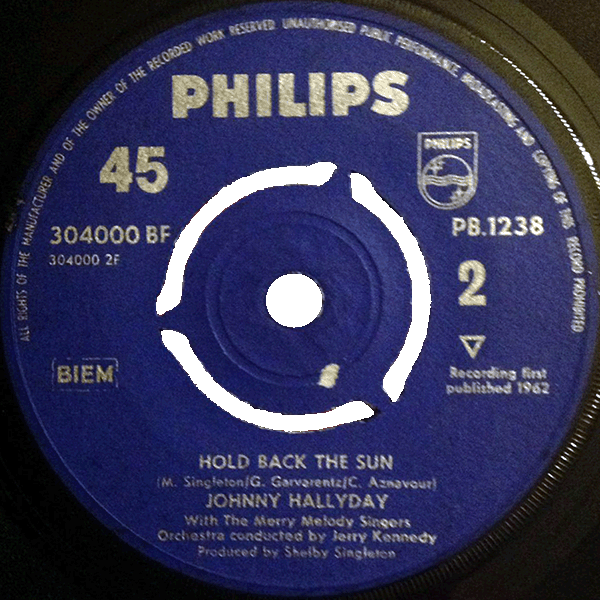 ALL RIGHTS OF THE MANUFACTURER AND OF THE OWNER OF THE RECORDED WORK RESERVED UNAUTHORISED PUBLIC PERFORMANCE, BROADCASTING AND COPYING OF THIS RECORD PROHIBITED
PHILIPS
45
PHILIPS
304000 BF
PB.1238
304000 2F
2
BIEM
Recording first
published 1962
HOLD BACK THE SUN
(M. Singleton/G. Garvarentz/C. Aznavour)
JOHNNY HALLYDAY
With The Merry Melody Singers
Orchestra conducted by Jerry Kennedy
Produced by Shelby Singleton